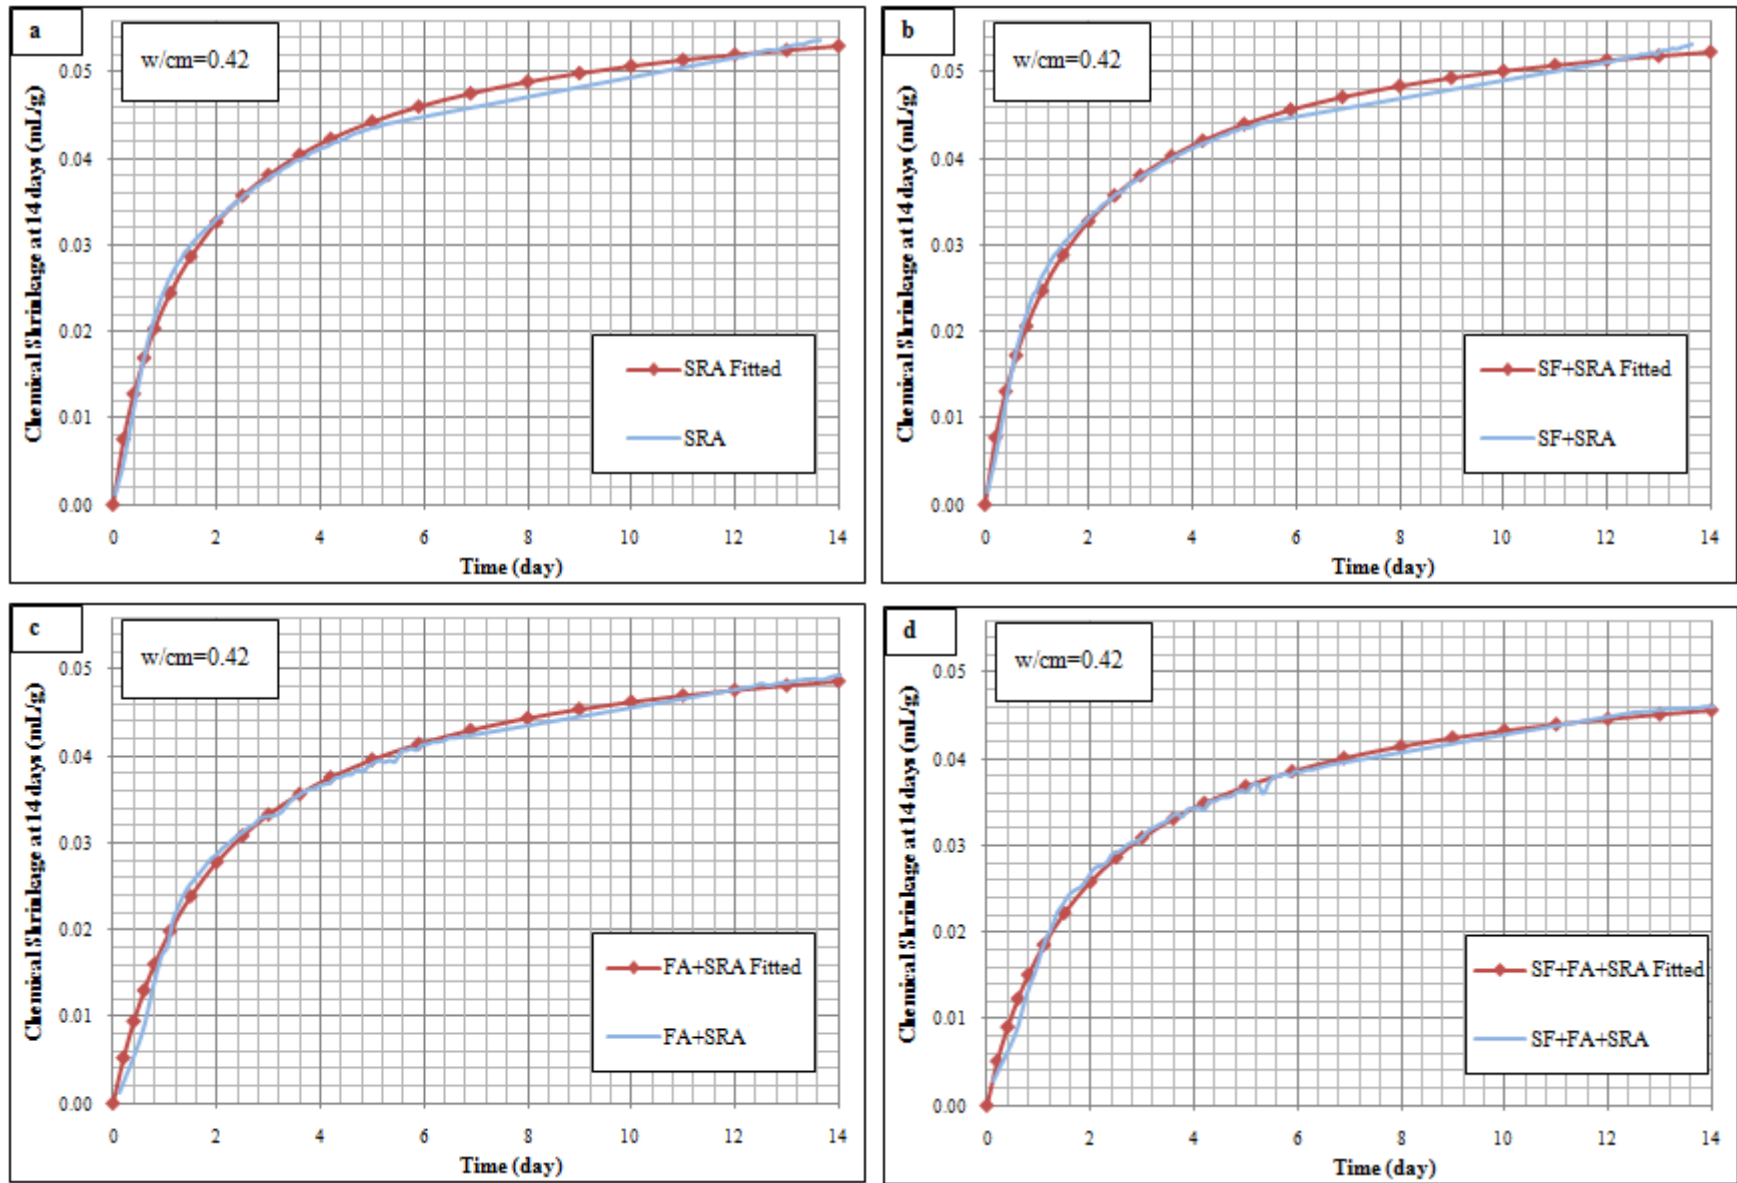 a
w/cm=0.42
Chemical Shrinkage at 14 days (mL/g)
0.05
0.04
0.03
0.02
0.01
0.00
SRA Fitted
SRA
0 2 4 6 8 10 12 14
Time (day)
b
w/cm=0.42
Chemical Shrinkage at 14 days (mL/g)
0.05
0.04
0.03
0.02
0.01
0.00
SF+SRA Fitted
SF+SRA
0 2 4 6 8 10 12 14
Time (day)
c
w/cm=0.42
Chemical Shrinkage at 14 days (mL/g)
0.05
0.04
0.03
0.02
0.01
0.00
FA+SRA Fitted
FA+SRA
0 2 4 6 8 10 12 14
Time (day)
d
w/cm=0.42
Chemical Shrinkage at 14 days (mL/g)
0.05
0.04
0.03
0.02
0.01
0.00
SF+FA+SRA Fitted
SF+FA+SRA
0 2 4 6 8 10 12 14
Time (day)